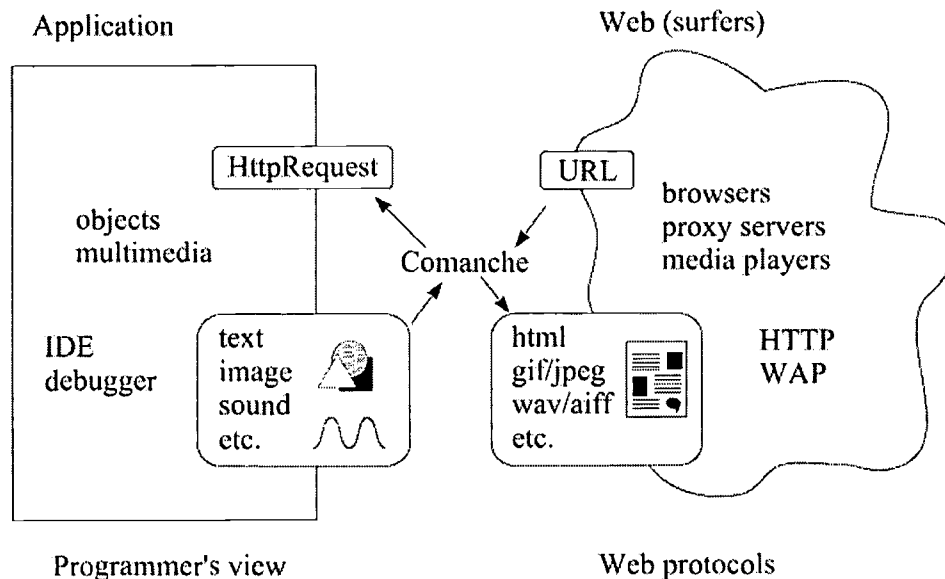 Application
Web (surfers)
HttpRequest
URL
objects
multimedia
browsers
proxy servers
media players
Comanche
IDE
debugger
text
image
sound
etc.
html
gif/jpeg
wav/aiff
etc.
HTTP
WAP
Programmer's view
Web protocols